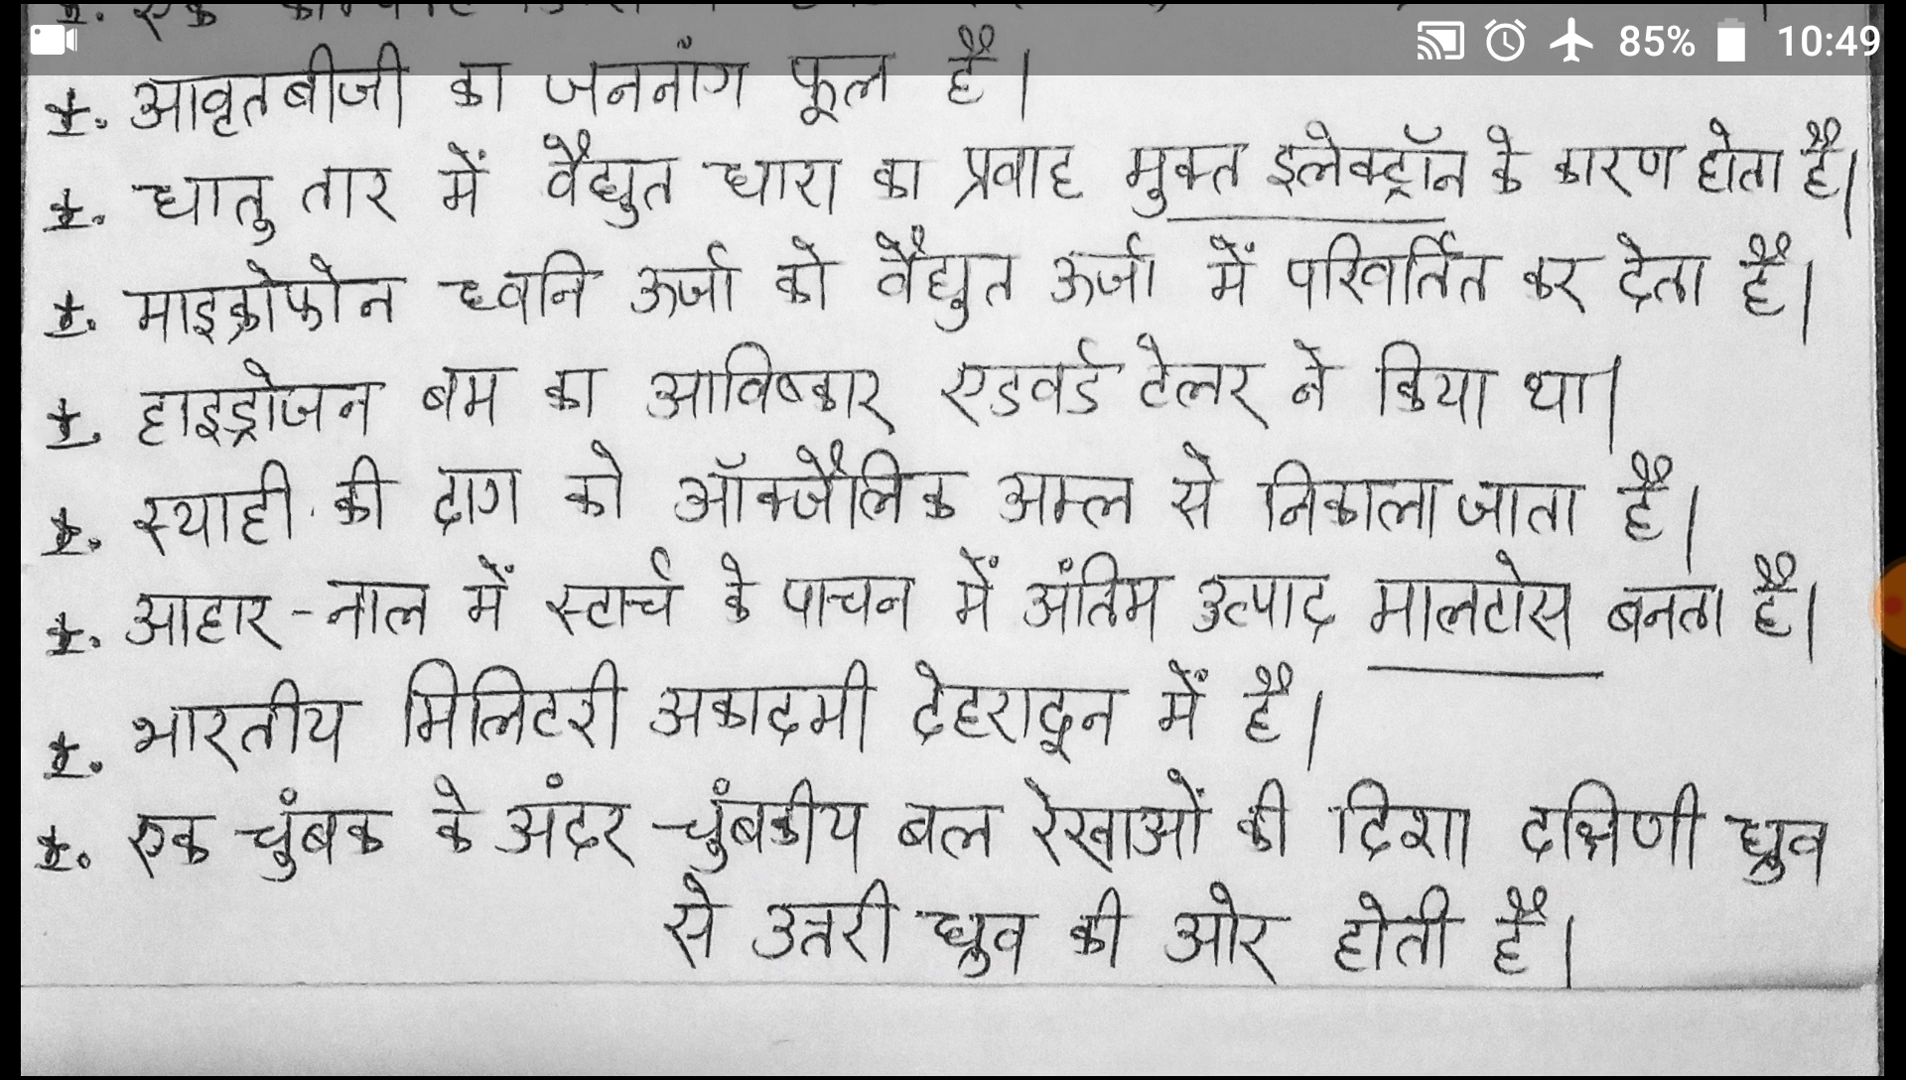 85% 10:49
*. आवृतबीजी का जननांग फूल है।
*. धातु तार में वैद्युत धारा का प्रवाह मुक्त इलेक्ट्रॉन के कारण होता है।
*. माइक्रोफोन ध्वनि ऊर्जा को वैद्युत ऊर्जा में परिवर्तित कर देता है।
*. हाइड्रोजन बम का आविष्कार एडवर्ड टेलर ने किया था।
*. स्याही की दाग को ऑक्जैलिक अम्ल से निकाला जाता है।
*. आहार-नाल में स्टार्च के पाचन में अंतिम उत्पाद मालटोस बनता है।
*. भारतीय मिलिटरी अकादमी देहरादून में है।
*. एक चुंबक के अंदर चुंबकीय बल रेखाओं की दिशा दक्षिणी ध्रुव
से उत्तरी ध्रुव की ओर होती है।